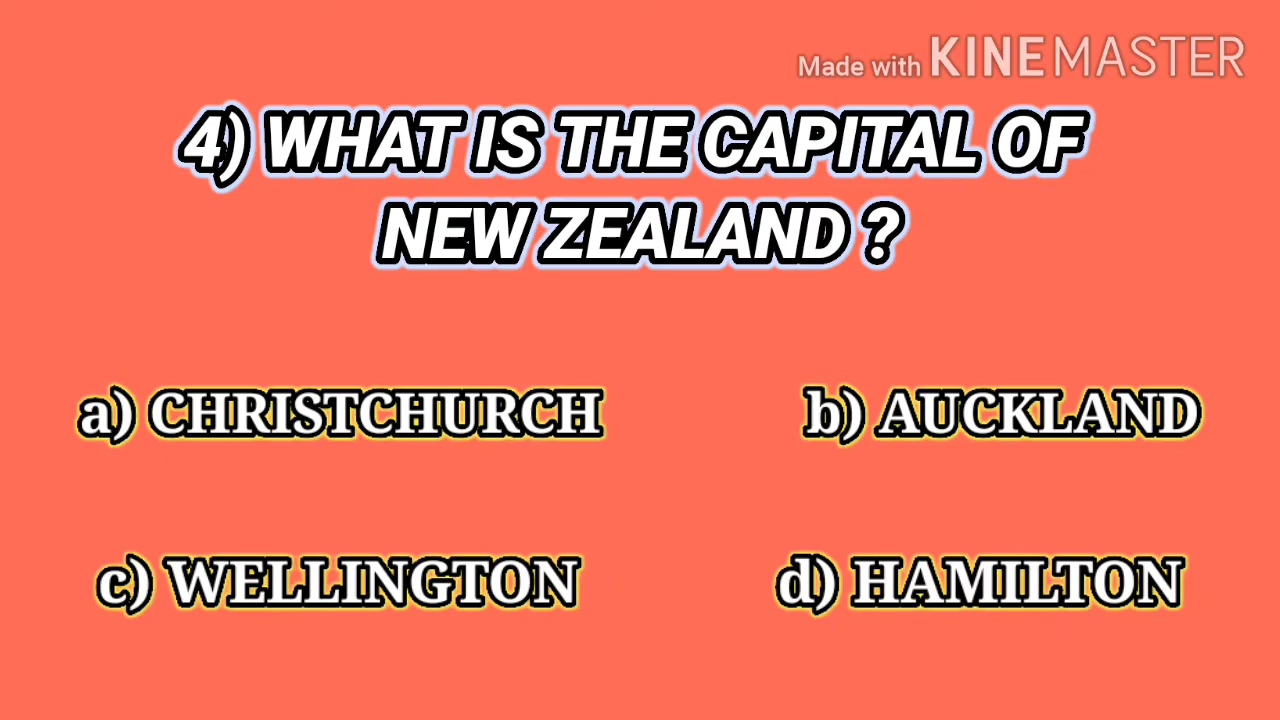 Made with KINEMASTER
4) WHAT IS THE CAPITAL OF
NEW ZEALAND ?
a) CHRISTCHURCH
b) AUCKLAND
c) WELLINGTON
d) HAMILTON